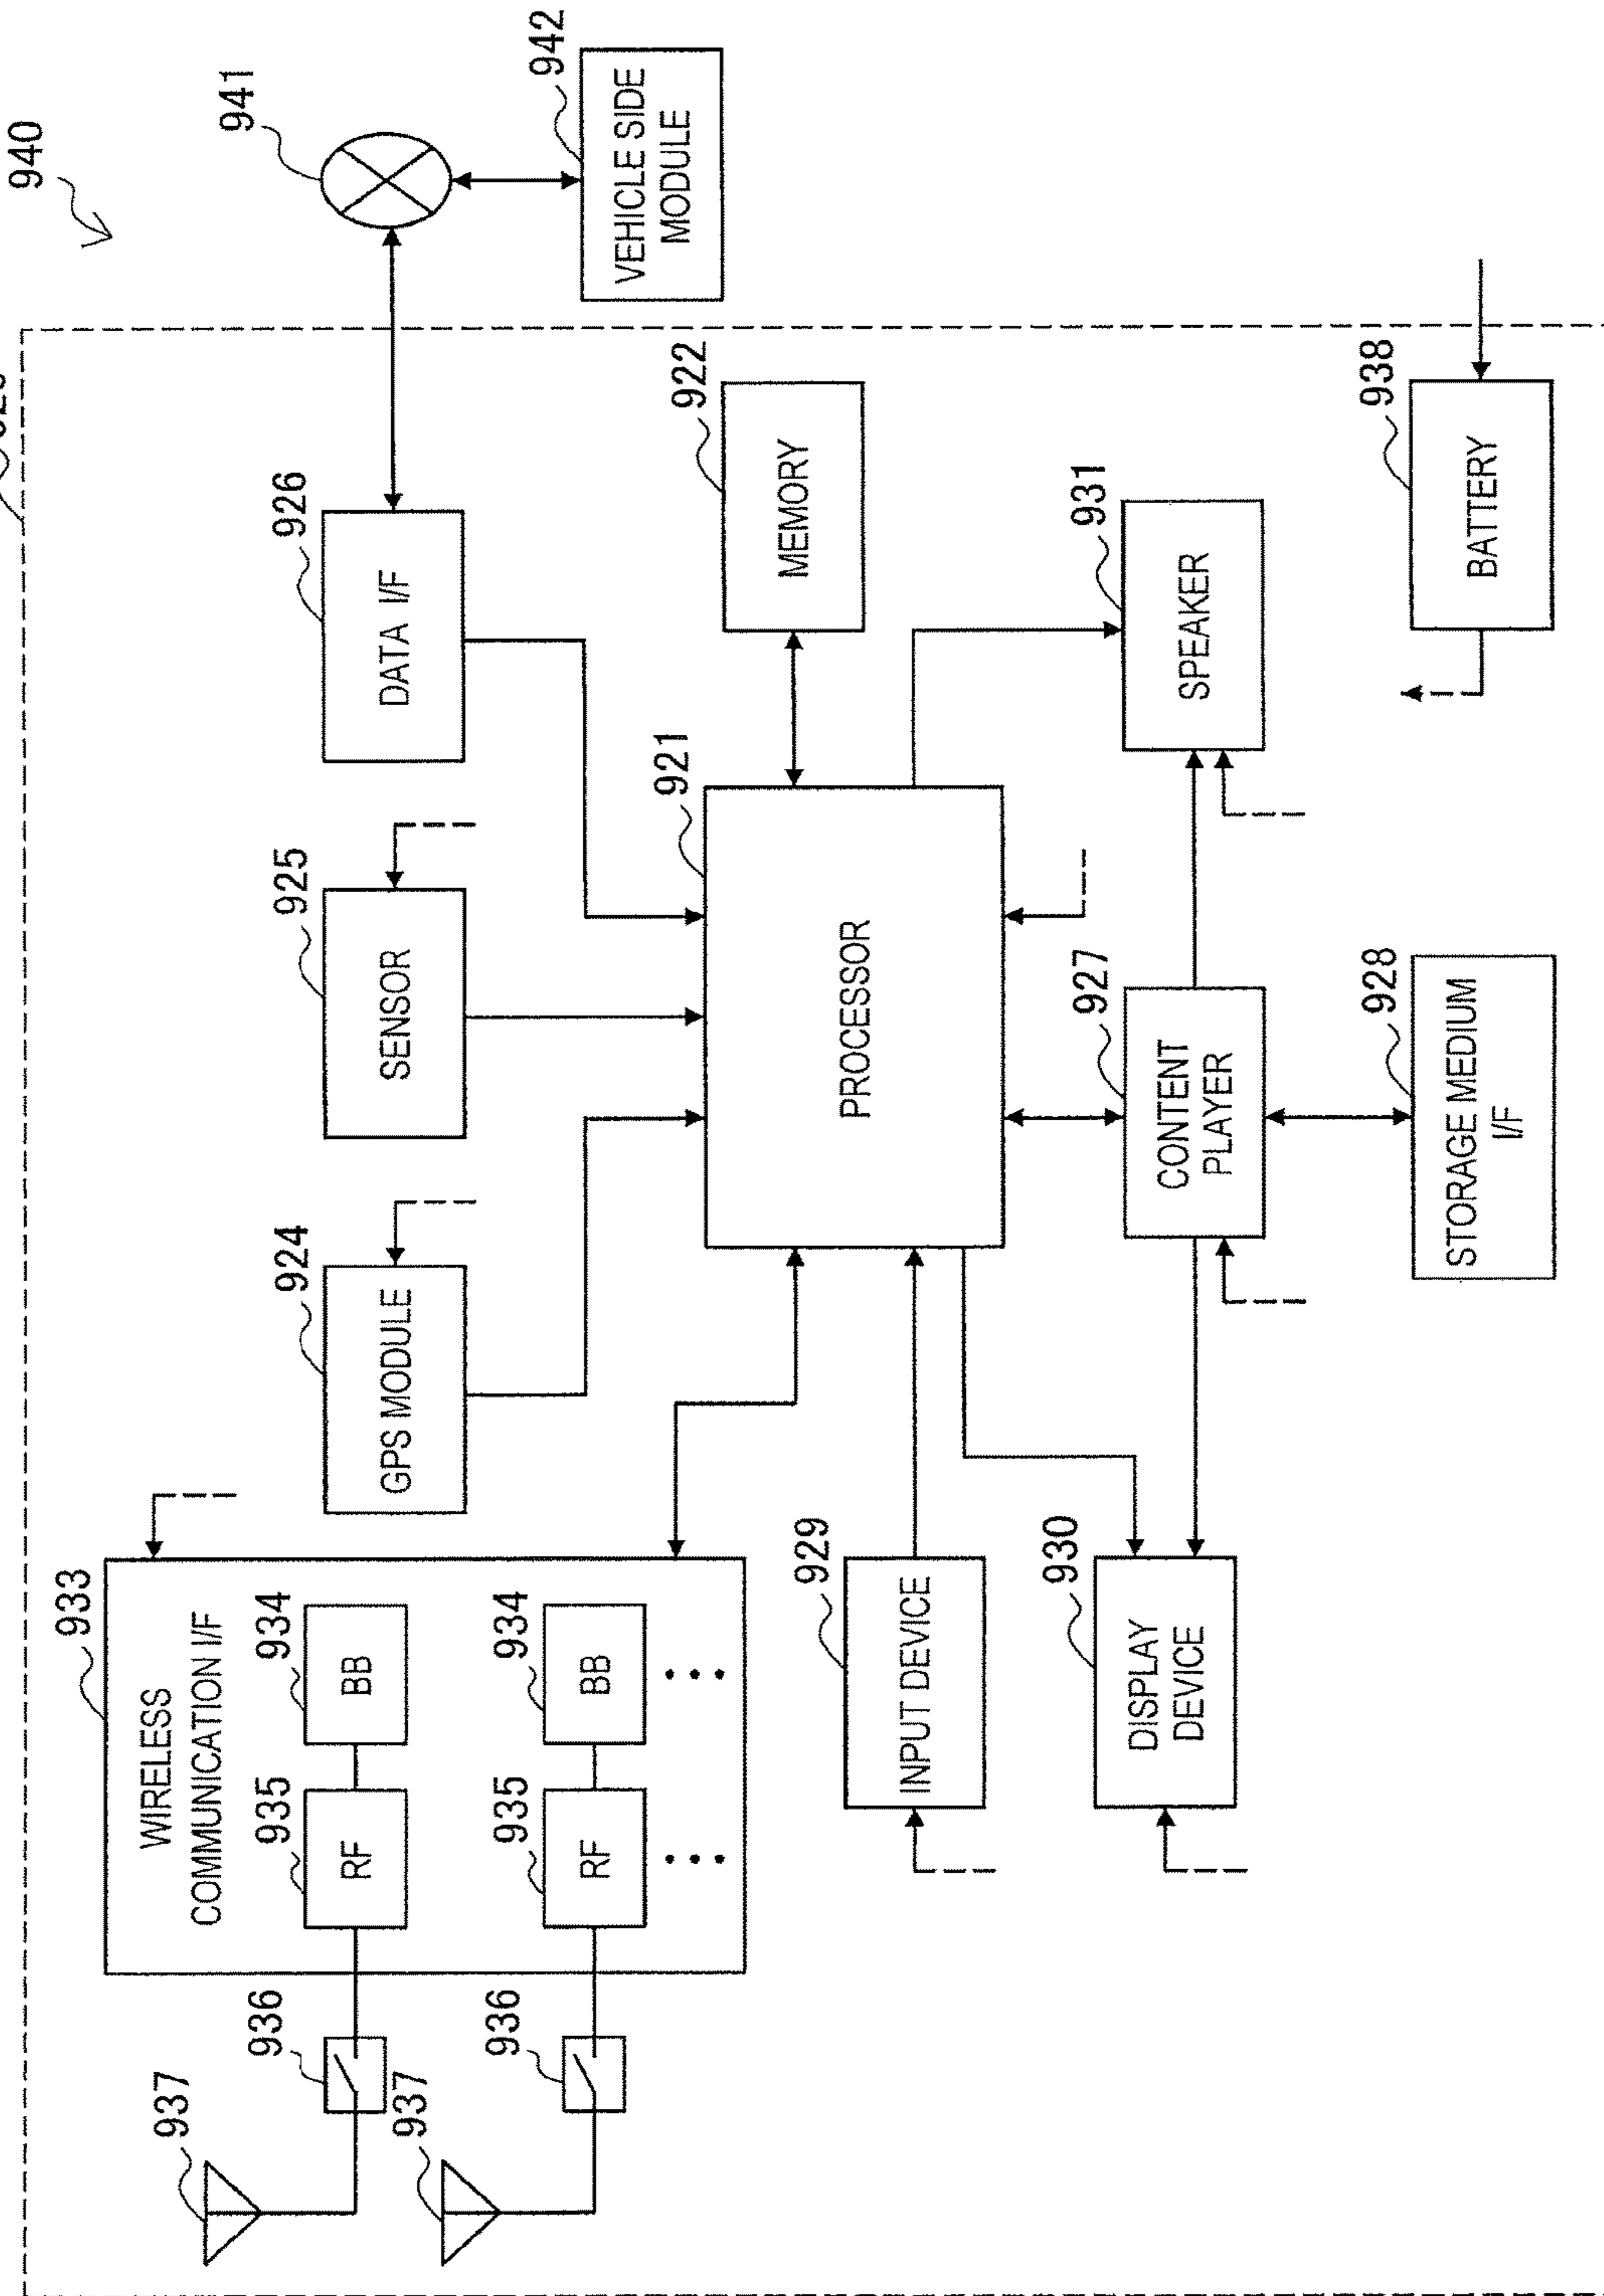 940
933
WIRELESS
COMMUNICATION I/F
937
936
935
934
RF
BB
937
936
935
934
RF
BB
924
GPS MODULE
925
SENSOR
926
DATA I/F
941
942
VEHICLE SIDE
MODULE
921
PROCESSOR
922
MEMORY
929
INPUT DEVICE
930
DISPLAY
DEVICE
927
CONTENT
PLAYER
931
SPEAKER
928
STORAGE MEDIUM
I/F
938
BATTERY